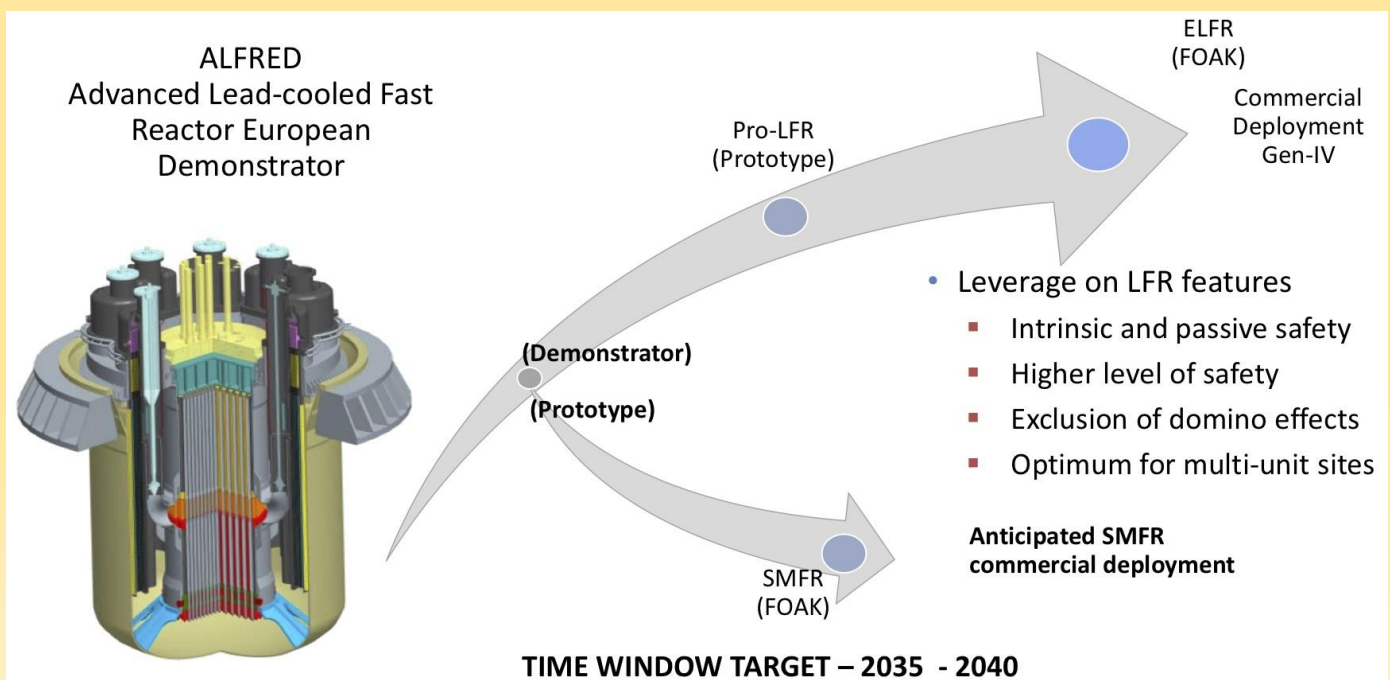 ALFRED
Advanced Lead-cooled Fast
Reactor European
Demonstrator
ELFR
(FOAK)
Commercial
Deployment
Gen-IV
Pro-LFR
(Prototype)
(Demonstrator)
(Prototype)
• Leverage on LFR features
▪ Intrinsic and passive safety
▪ Higher level of safety
▪ Exclusion of domino effects
▪ Optimum for multi-unit sites
Anticipated SMFR
commercial deployment
SMFR
(FOAK)
TIME WINDOW TARGET – 2035 - 2040